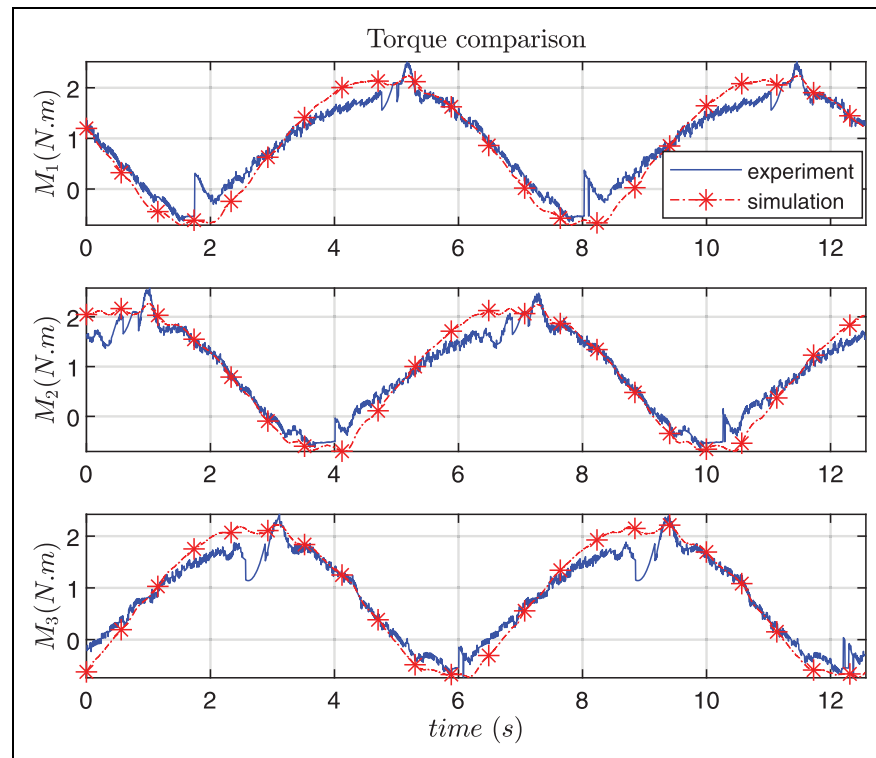 Torque comparison
M1(N.m)
2
1
0
experiment
simulation
0 2 4 6 8 10 12
M2(N.m)
2
1
0
0 2 4 6 8 10 12
M3(N.m)
2
1
0
0 2 4 6 8 10 12
time (s)